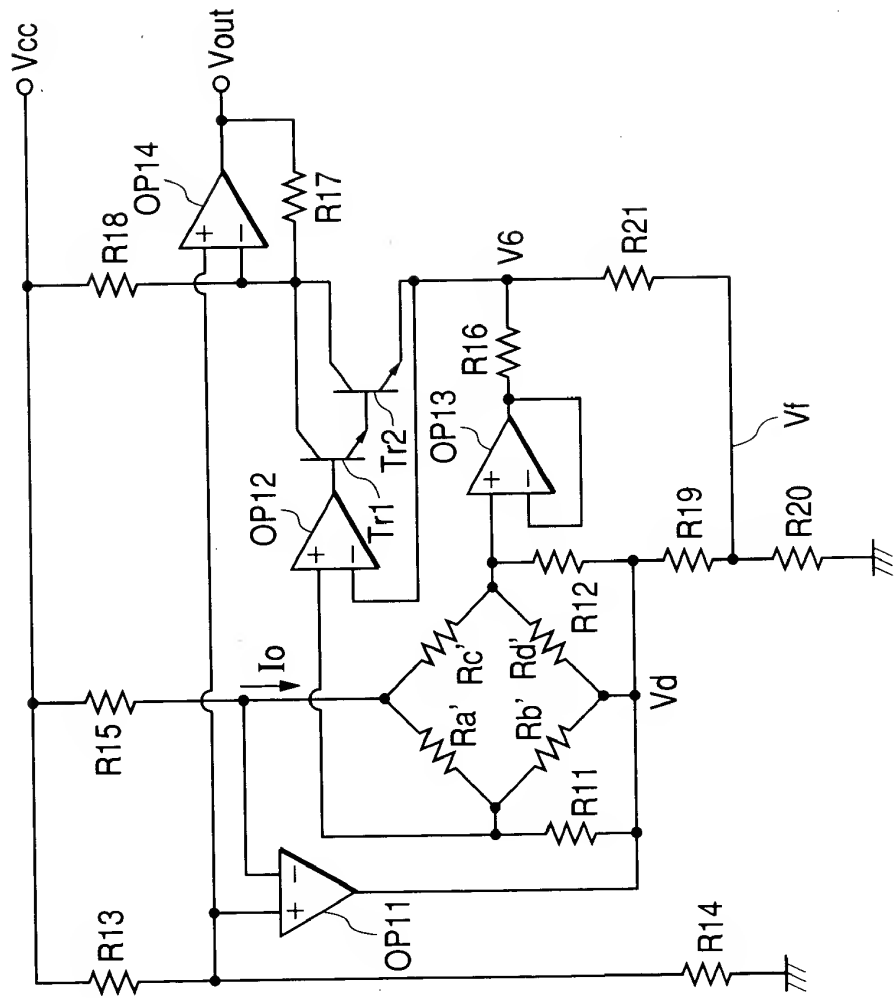 Vcc
Vout
OP14
R18
R17
OP12
Tr1
Tr2
V6
R21
R16
OP13
Vf
R15
Io
Rc'
Ra'
Rd'
Rb'
R12
R19
R20
Vd
R11
R13
OP11
R14
+
−
+
−
+
−
+
−